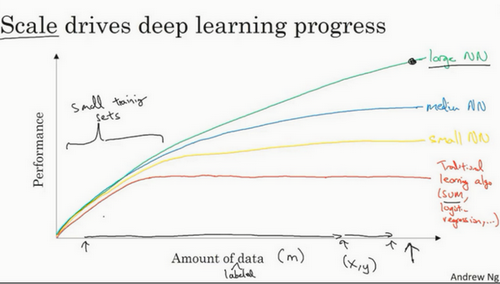 Scale drives deep learning progress
large NN
small training
sets
medium NN
small NN
Traditional
learning algo
(SVM,
logistic
regression,...)
Performance
Amount of data (m)
labeled
(x,y)
Andrew Ng